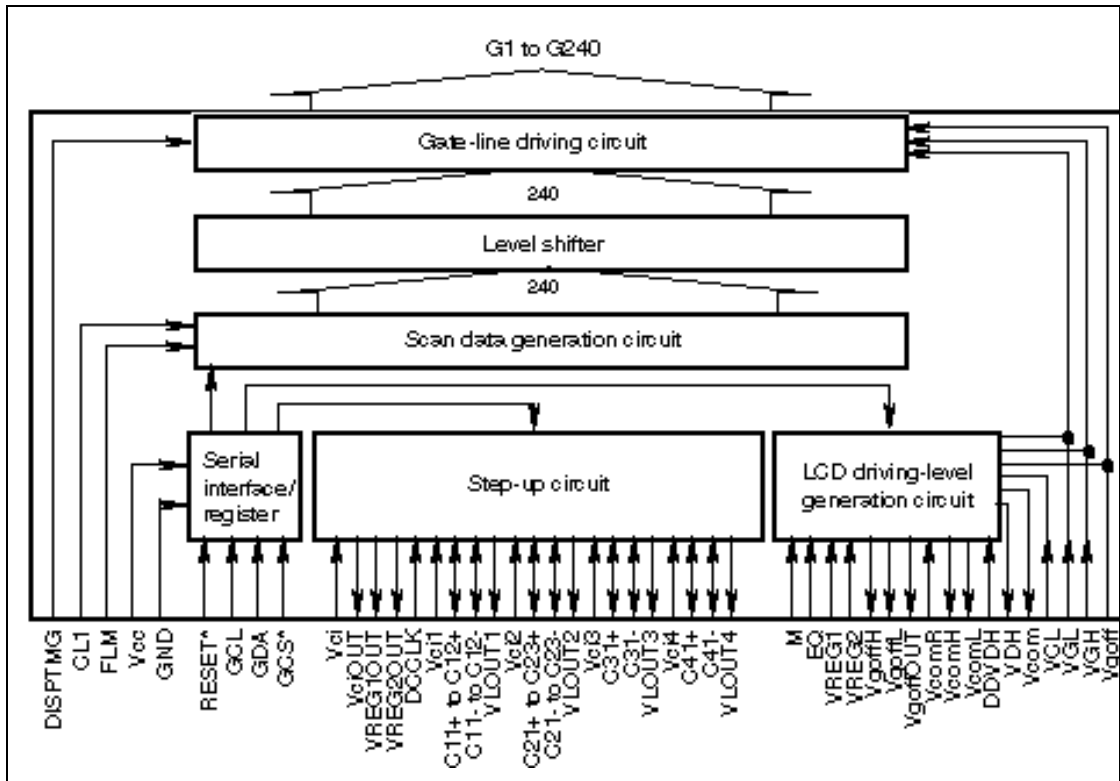 G1 to G240
Gate-line driving circuit
240
Level shifter
240
Scan data generation circuit
Serial
interface/
register
Step-up circuit
LCD driving-level
generation circuit
DISPTMG
CL1
FLM
Vcc
GND
RESET*
GCL
GDA
GCS*
Vci
VciOUT
VREG1OUT
VREG2OUT
DCCLK
Vci1
C11+ to C12+
C11- to C12-
VLOUT1
Vci2
C21+ to C23+
C21- to C23-
VLOUT2
Vci3
C31+
C31-
VLOUT3
Vci4
C41+
C41-
VLOUT4
M
EQ
VREG1
VREG2
VgoffH
VgoffL
VgoffOUT
VcomR
VcomH
VcomL
DDVDH
VDH
Vcom
VCL
VGL
VGH
Vgoff